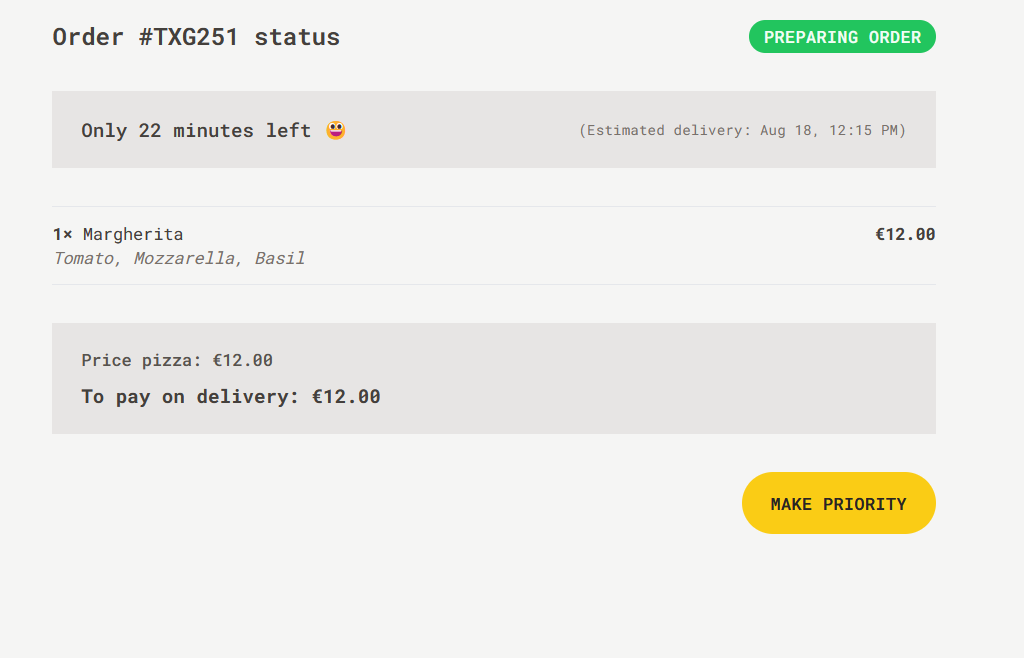 Order #TXG251 status
PREPARING ORDER
Only 22 minutes left 😀
(Estimated delivery: Aug 18, 12:15 PM)
1× Margherita
€12.00
Tomato, Mozzarella, Basil
Price pizza: €12.00
To pay on delivery: €12.00
MAKE PRIORITY